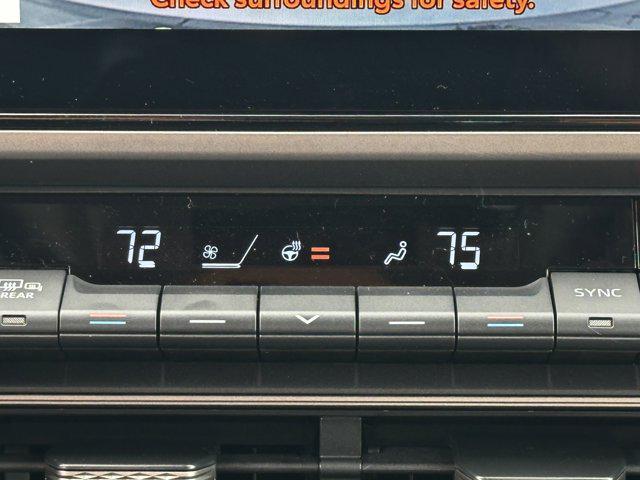 Check surroundings for safety.
72 75
REAR SYNC